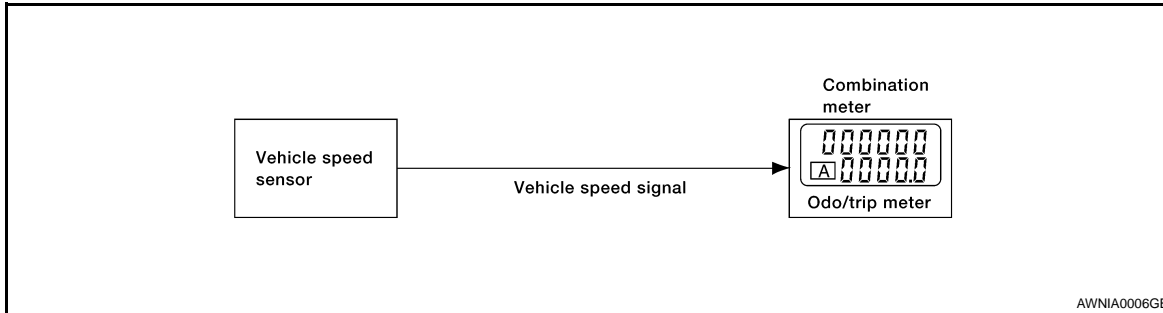 Combination
meter
000000
A 0000.0
Odo/trip meter
Vehicle speed
sensor
Vehicle speed signal
AWNIA0006GB